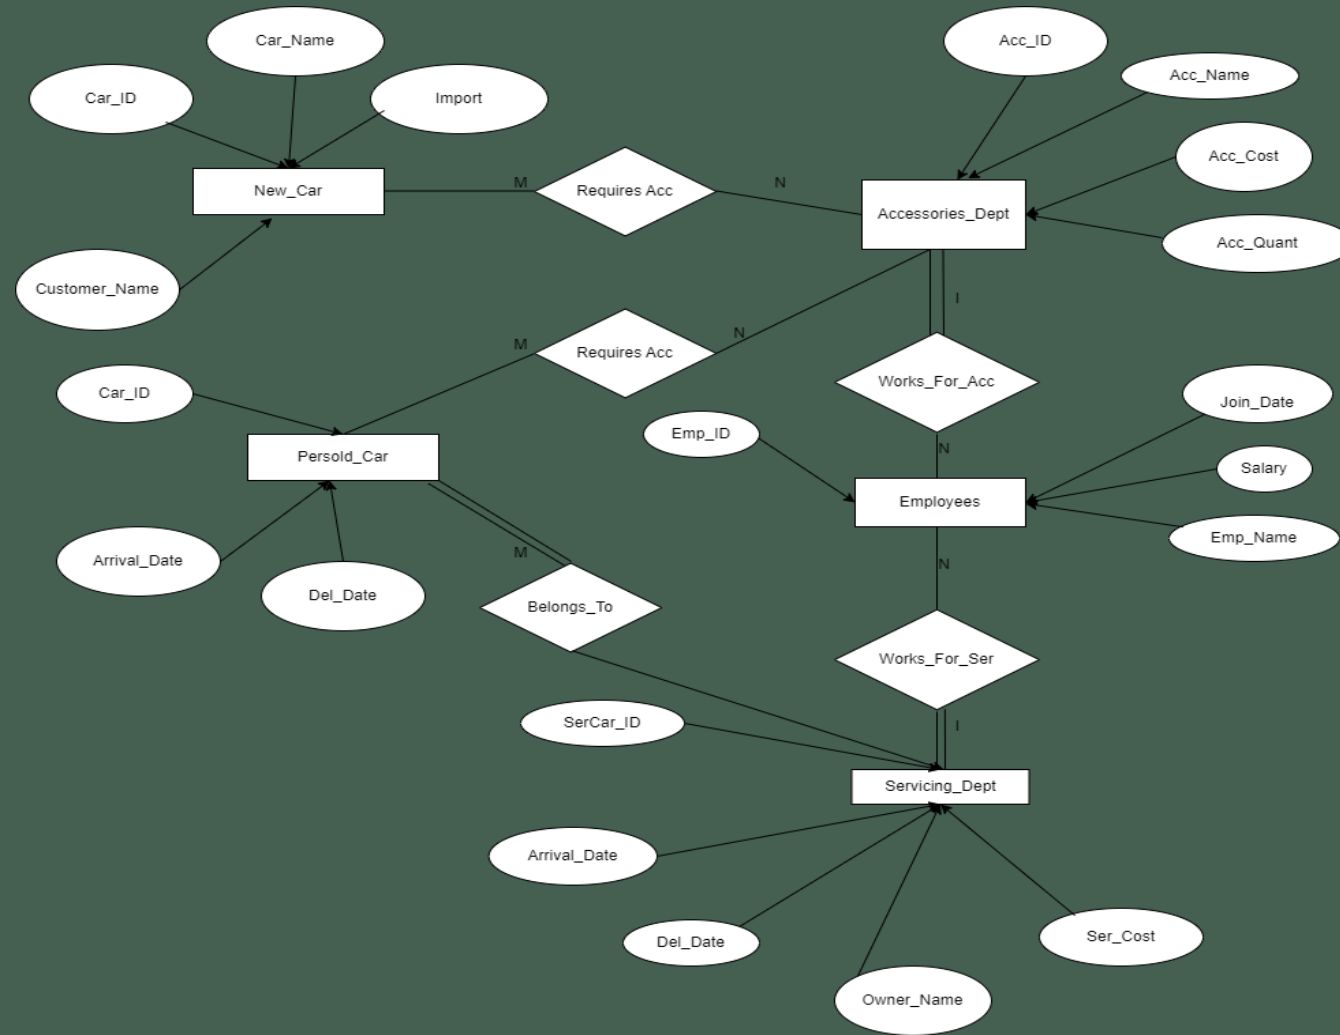 Car_Name
Acc_ID
Car_ID
Import
Acc_Name
Acc_Cost
New_Car
M
Requires Acc
N
Accessories_Dept
Acc_Quant
Customer_Name
I
M
Requires Acc
N
Car_ID
Works_For_Acc
Join_Date
Emp_ID
N
Persold_Car
Salary
Employees
Emp_Name
Arrival_Date
M
N
Del_Date
Belongs_To
Works_For_Ser
SerCar_ID
I
Servicing_Dept
Arrival_Date
Del_Date
Ser_Cost
Owner_Name